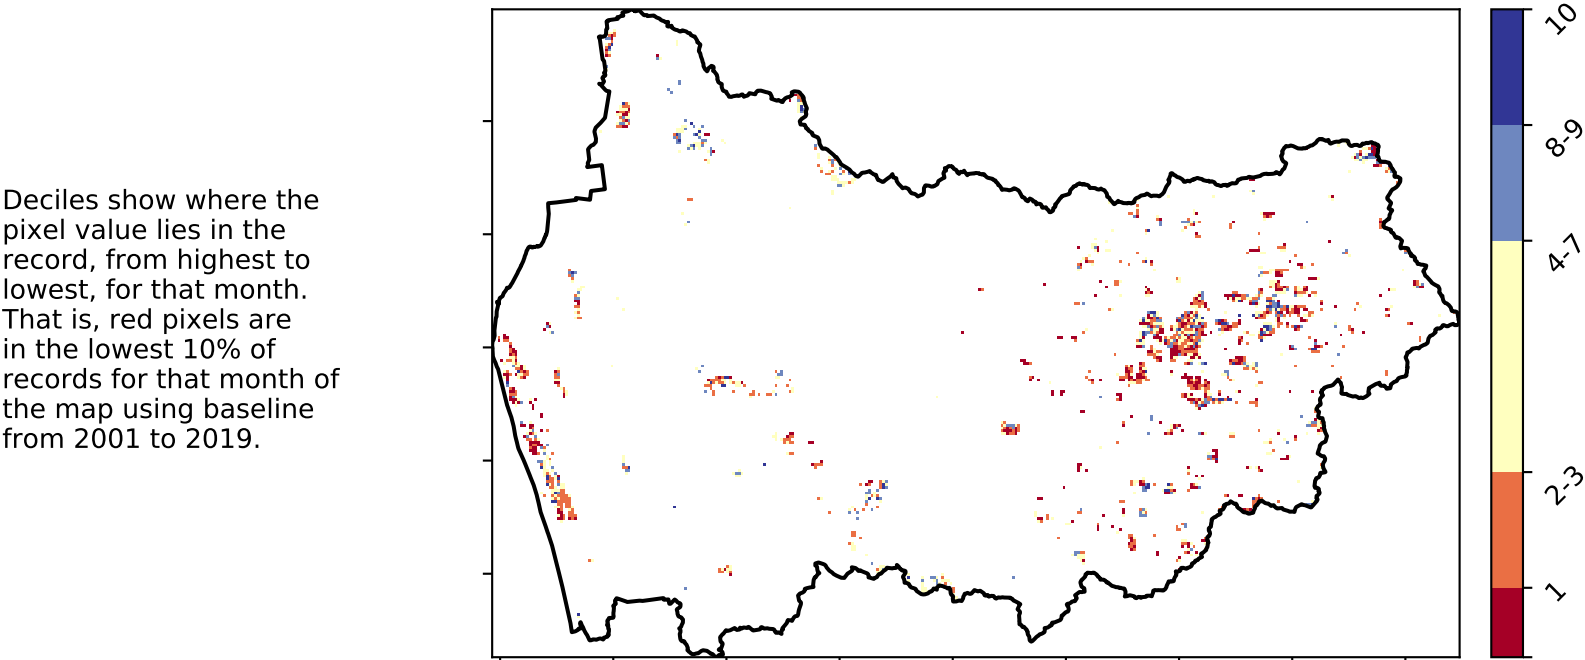 Deciles show where the
pixel value lies in the
record, from highest to
lowest, for that month.
That is, red pixels are
in the lowest 10% of
records for that month of
the map using baseline
from 2001 to 2019.
10
8-9
4-7
2-3
1